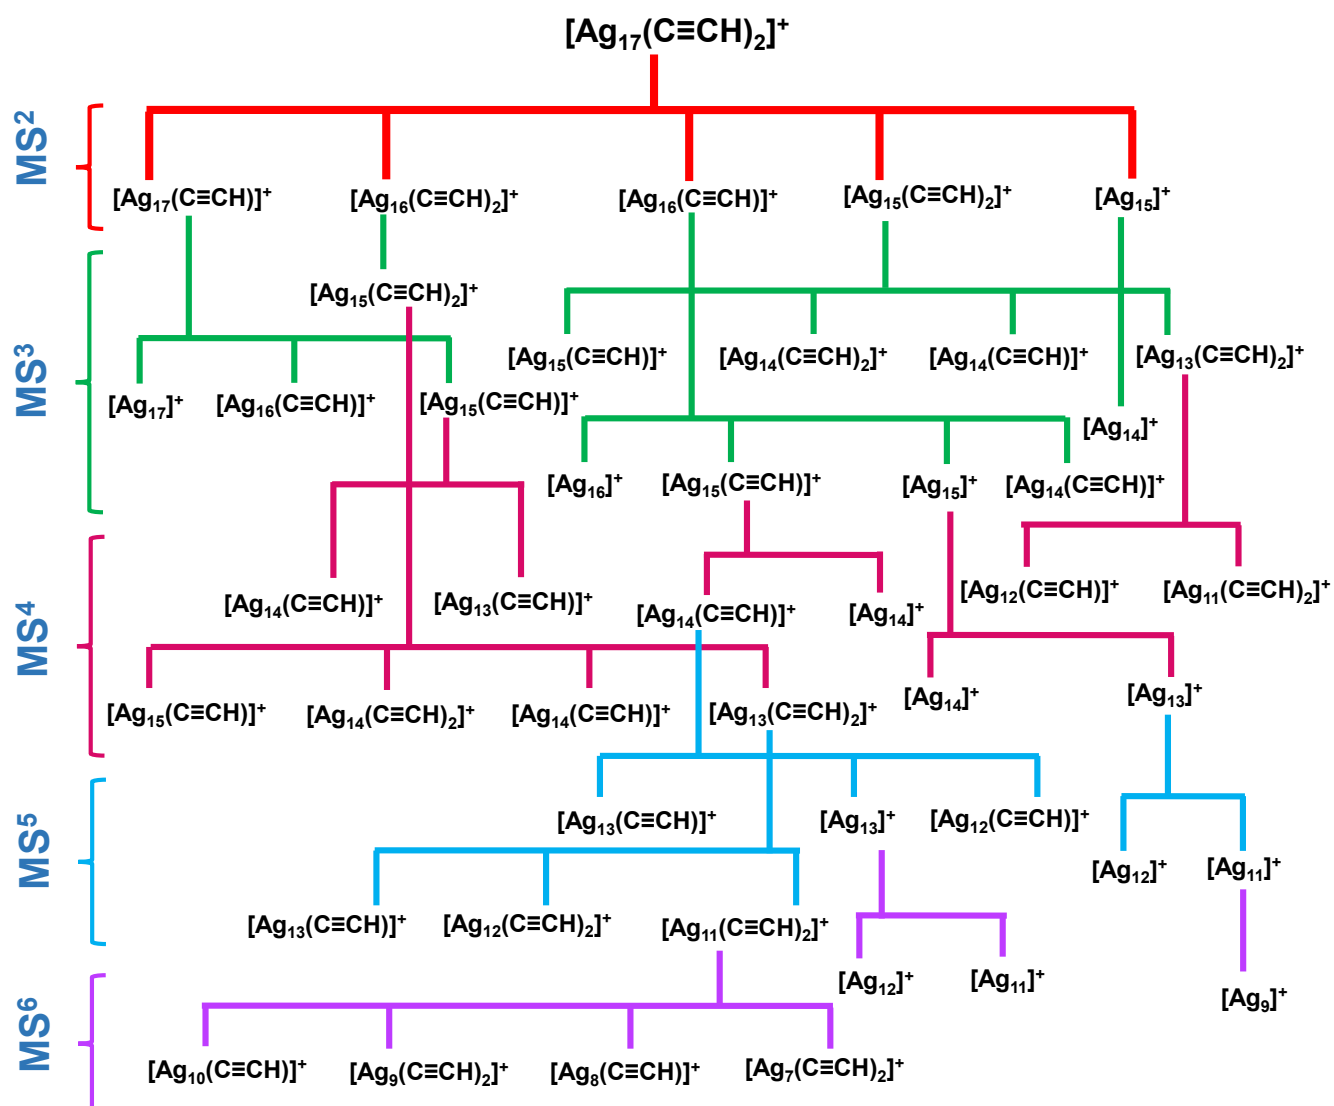 [Ag₁₇(C≡CH)₂]⁺
MS²
[Ag₁₇(C≡CH)]⁺ [Ag₁₆(C≡CH)₂]⁺ [Ag₁₆(C≡CH)]⁺ [Ag₁₅(C≡CH)₂]⁺ [Ag₁₅]⁺
MS³
[Ag₁₅(C≡CH)₂]⁺
[Ag₁₅(C≡CH)]⁺ [Ag₁₄(C≡CH)₂]⁺ [Ag₁₄(C≡CH)]⁺ [Ag₁₃(C≡CH)₂]⁺
[Ag₁₇]⁺ [Ag₁₆(C≡CH)]⁺ [Ag₁₅(C≡CH)]⁺ [Ag₁₄]⁺
[Ag₁₆]⁺ [Ag₁₅(C≡CH)]⁺ [Ag₁₅]⁺ [Ag₁₄(C≡CH)]⁺
MS⁴
[Ag₁₄(C≡CH)]⁺ [Ag₁₃(C≡CH)]⁺ [Ag₁₄(C≡CH)]⁺ [Ag₁₄]⁺ [Ag₁₂(C≡CH)]⁺ [Ag₁₁(C≡CH)₂]⁺
[Ag₁₅(C≡CH)]⁺ [Ag₁₄(C≡CH)₂]⁺ [Ag₁₄(C≡CH)]⁺ [Ag₁₃(C≡CH)₂]⁺ [Ag₁₄]⁺ [Ag₁₃]⁺
MS⁵
[Ag₁₃(C≡CH)]⁺ [Ag₁₃]⁺ [Ag₁₂(C≡CH)]⁺
[Ag₁₂]⁺ [Ag₁₁]⁺
[Ag₁₃(C≡CH)]⁺ [Ag₁₂(C≡CH)₂]⁺ [Ag₁₁(C≡CH)₂]⁺
MS⁶
[Ag₁₂]⁺ [Ag₁₁]⁺ [Ag₉]⁺
[Ag₁₀(C≡CH)]⁺ [Ag₉(C≡CH)₂]⁺ [Ag₈(C≡CH)]⁺ [Ag₇(C≡CH)₂]⁺